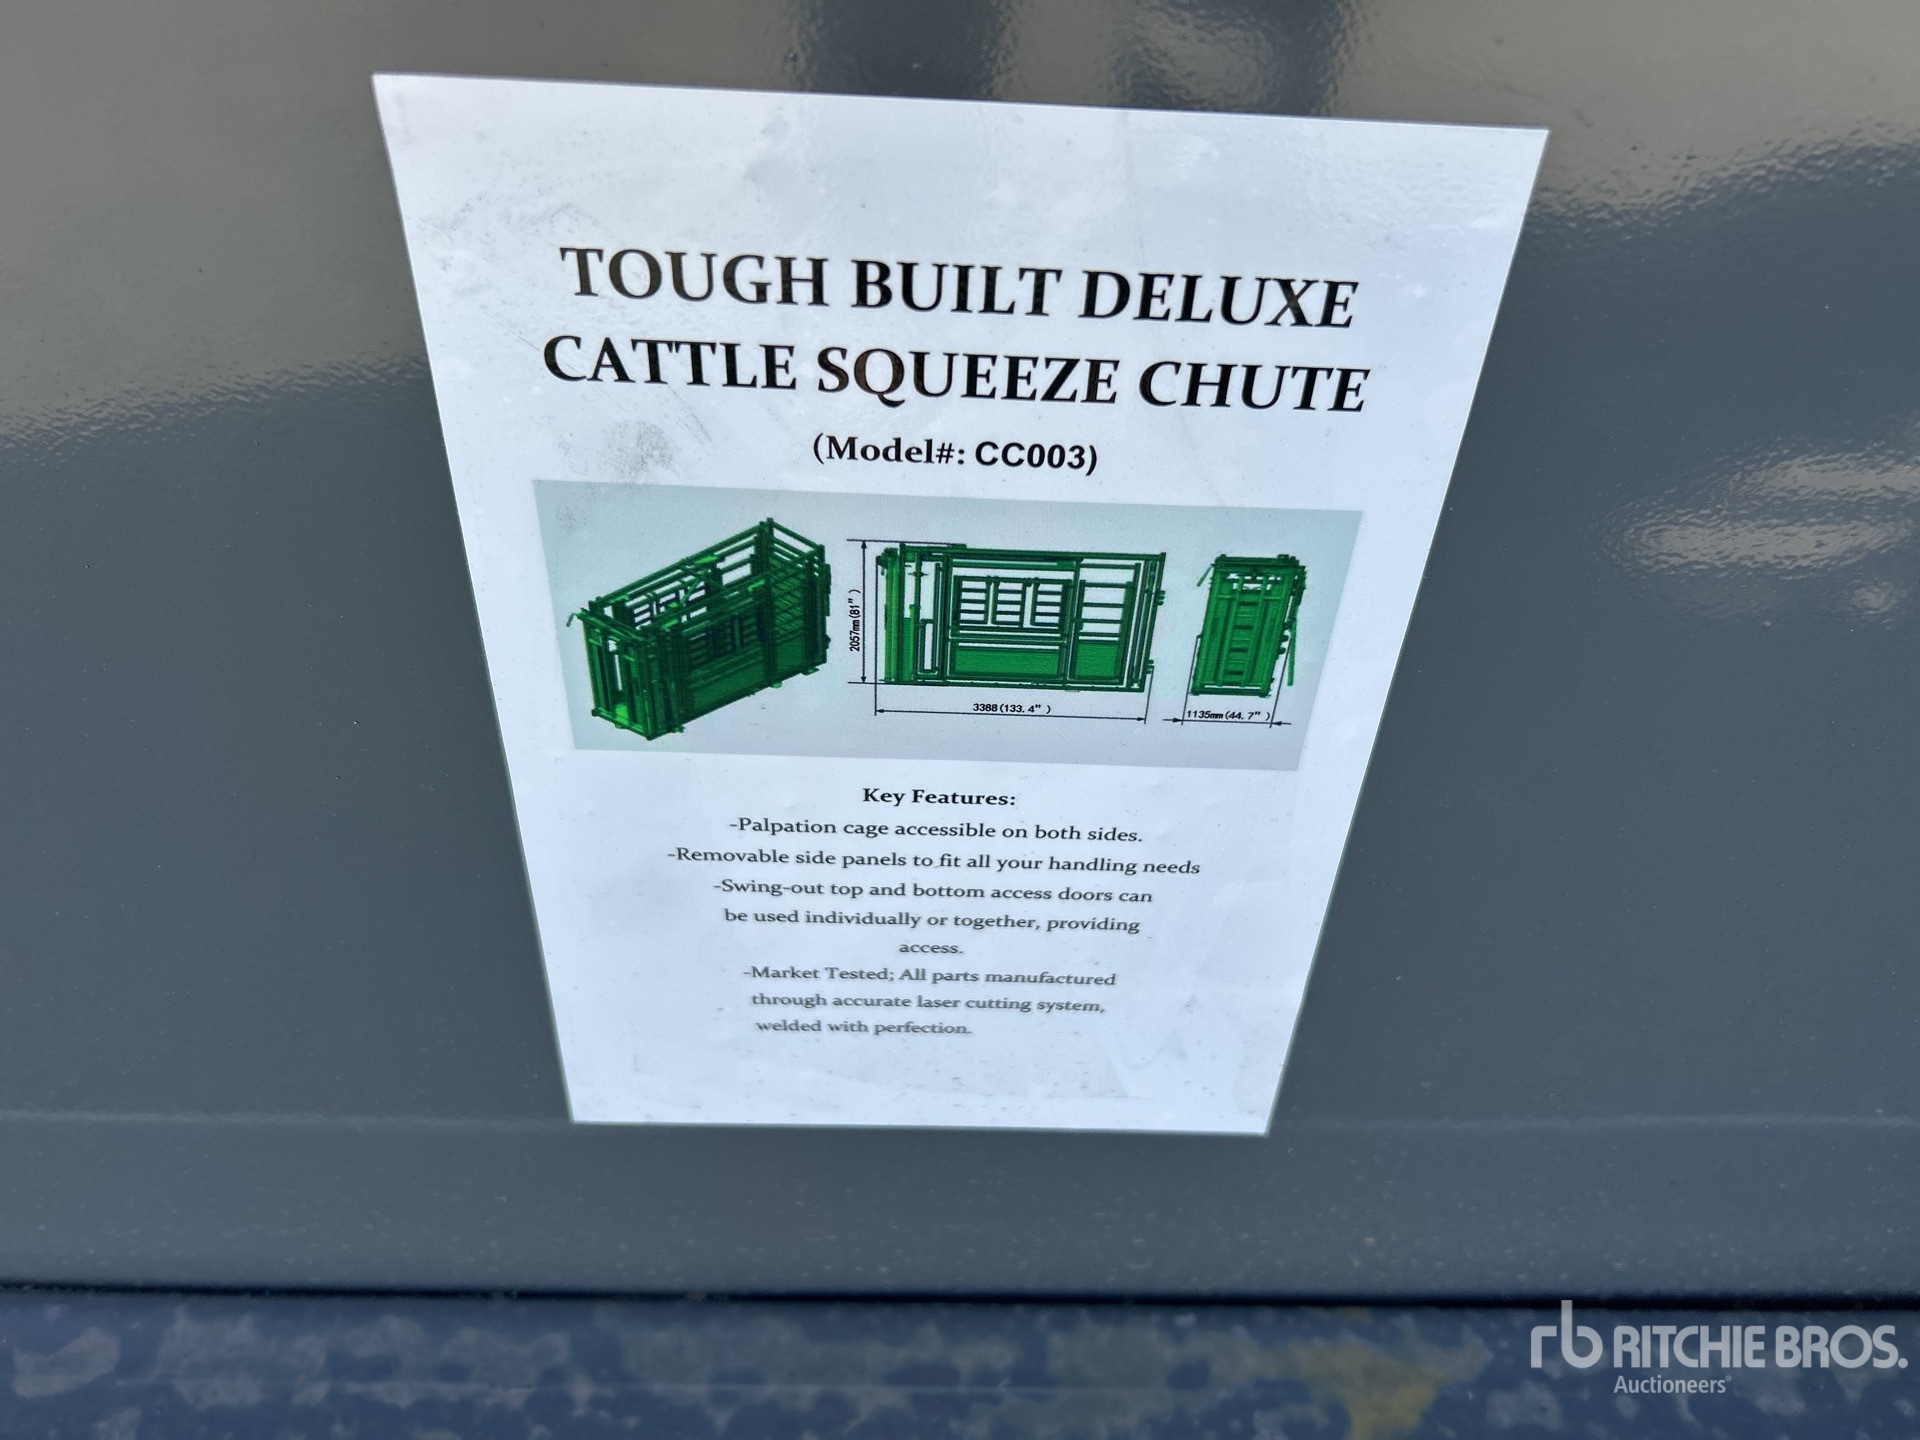 TOUGH BUILT DELUXE
CATTLE SQUEEZE CHUTE
(Model#: CC003)
2057mm(81")
3388(133.4")
1135mm(44.7")
Key Features:
-Palpation cage accessible on both sides.
-Removable side panels to fit all your handling needs
-Swing-out top and bottom access doors can
be used individually or together, providing
access.
-Market Tested; All parts manufactured
through accurate laser cutting system,
welded with perfection.
rb RITCHIE BROS.
Auctioneers